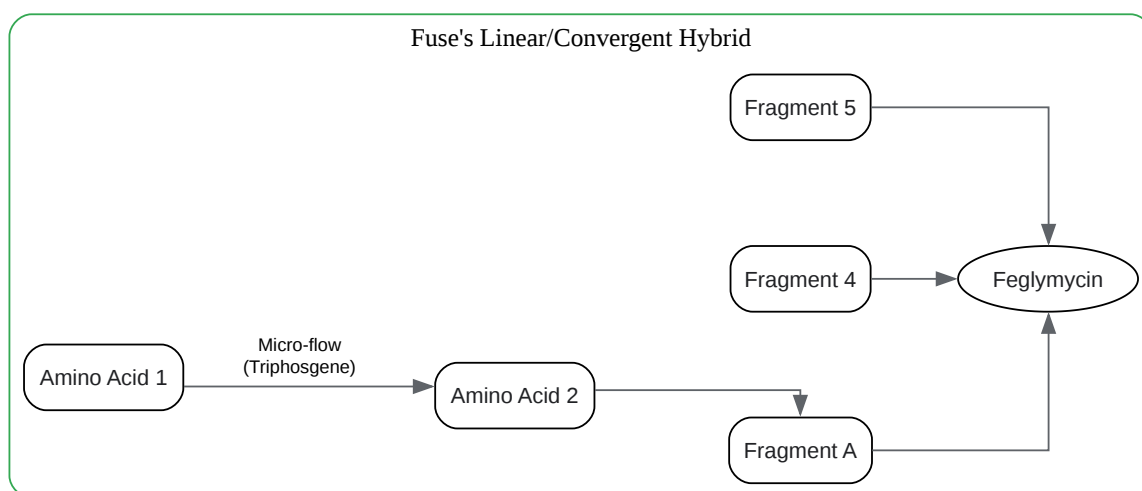 Fuse's Linear/Convergent Hybrid
Fragment 5
Fragment 4
Feglymycin
Micro-flow
(Triphosgene)
Amino Acid 1
Amino Acid 2
Fragment A